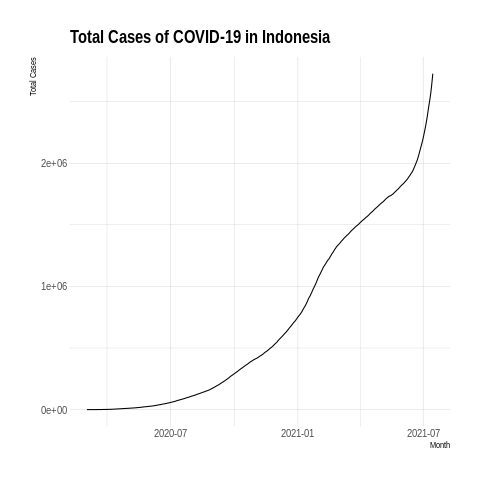 Total Cases of COVID-19 in Indonesia
Total Cases
2e+06
1e+06
0e+00
2020-07
2021-01
2021-07
Month